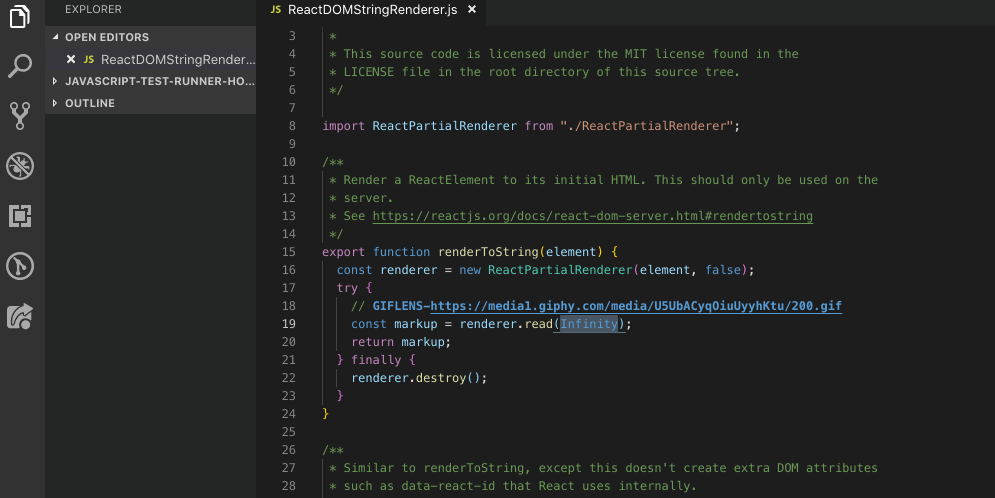 EXPLORER
OPEN EDITORS
JS ReactDOMStringRender...
JAVASCRIPT-TEST-RUNNER-HO...
OUTLINE
JS ReactDOMStringRenderer.js
3 *
4 * This source code is licensed under the MIT license found in the
5 * LICENSE file in the root directory of this source tree.
6 */
7
8 import ReactPartialRenderer from "./ReactPartialRenderer";
9
10 /**
11 * Render a ReactElement to its initial HTML. This should only be used on the
12 * server.
13 * See https://reactjs.org/docs/react-dom-server.html#rendertostring
14 */
15 export function renderToString(element) {
16 const renderer = new ReactPartialRenderer(element, false);
17 try {
18 // GIFLENS-https://media1.giphy.com/media/U5UbACyqOiuUyyhKtu/200.gif
19 const markup = renderer.read(Infinity);
20 return markup;
21 } finally {
22 renderer.destroy();
23 }
24 }
25
26 /**
27 * Similar to renderToString, except this doesn't create extra DOM attributes
28 * such as data-react-id that React uses internally.